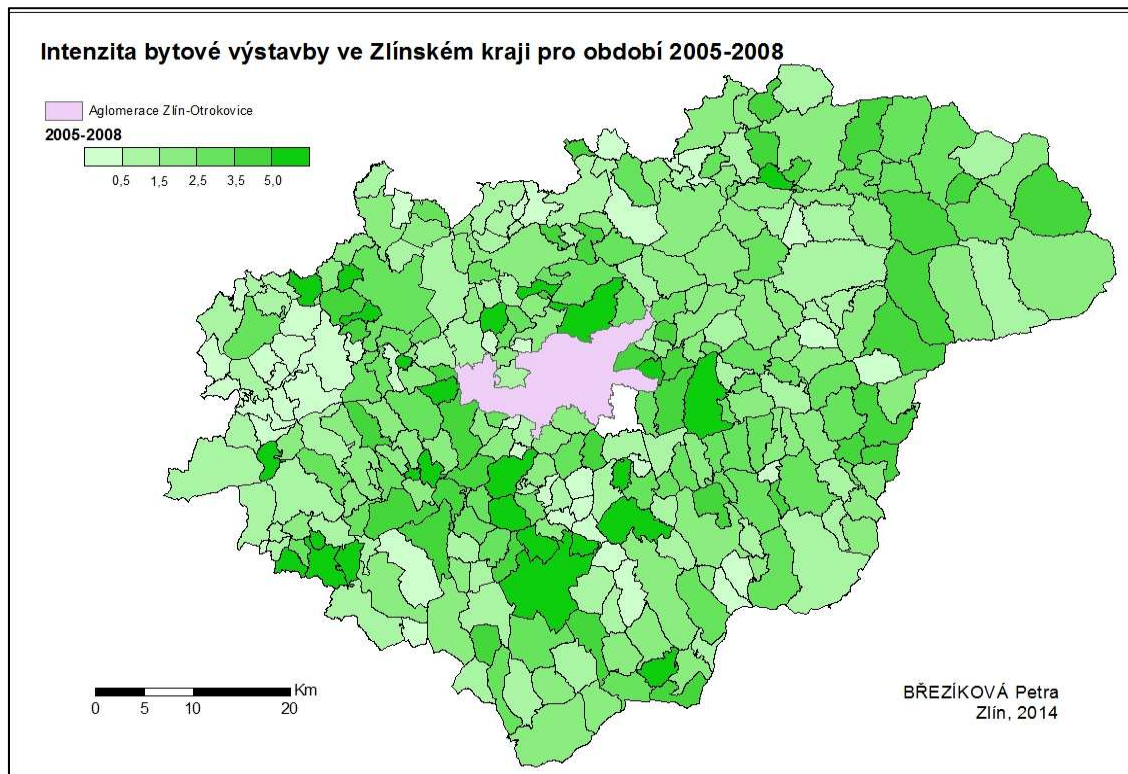 Intenzita bytové výstavby ve Zlínském kraji pro období 2005-2008
Aglomerace Zlín-Otrokovice
2005-2008
0,5 1,5 2,5 3,5 5,0
Km
0 5 10 20
BŘEZÍKOVÁ Petra
Zlín, 2014